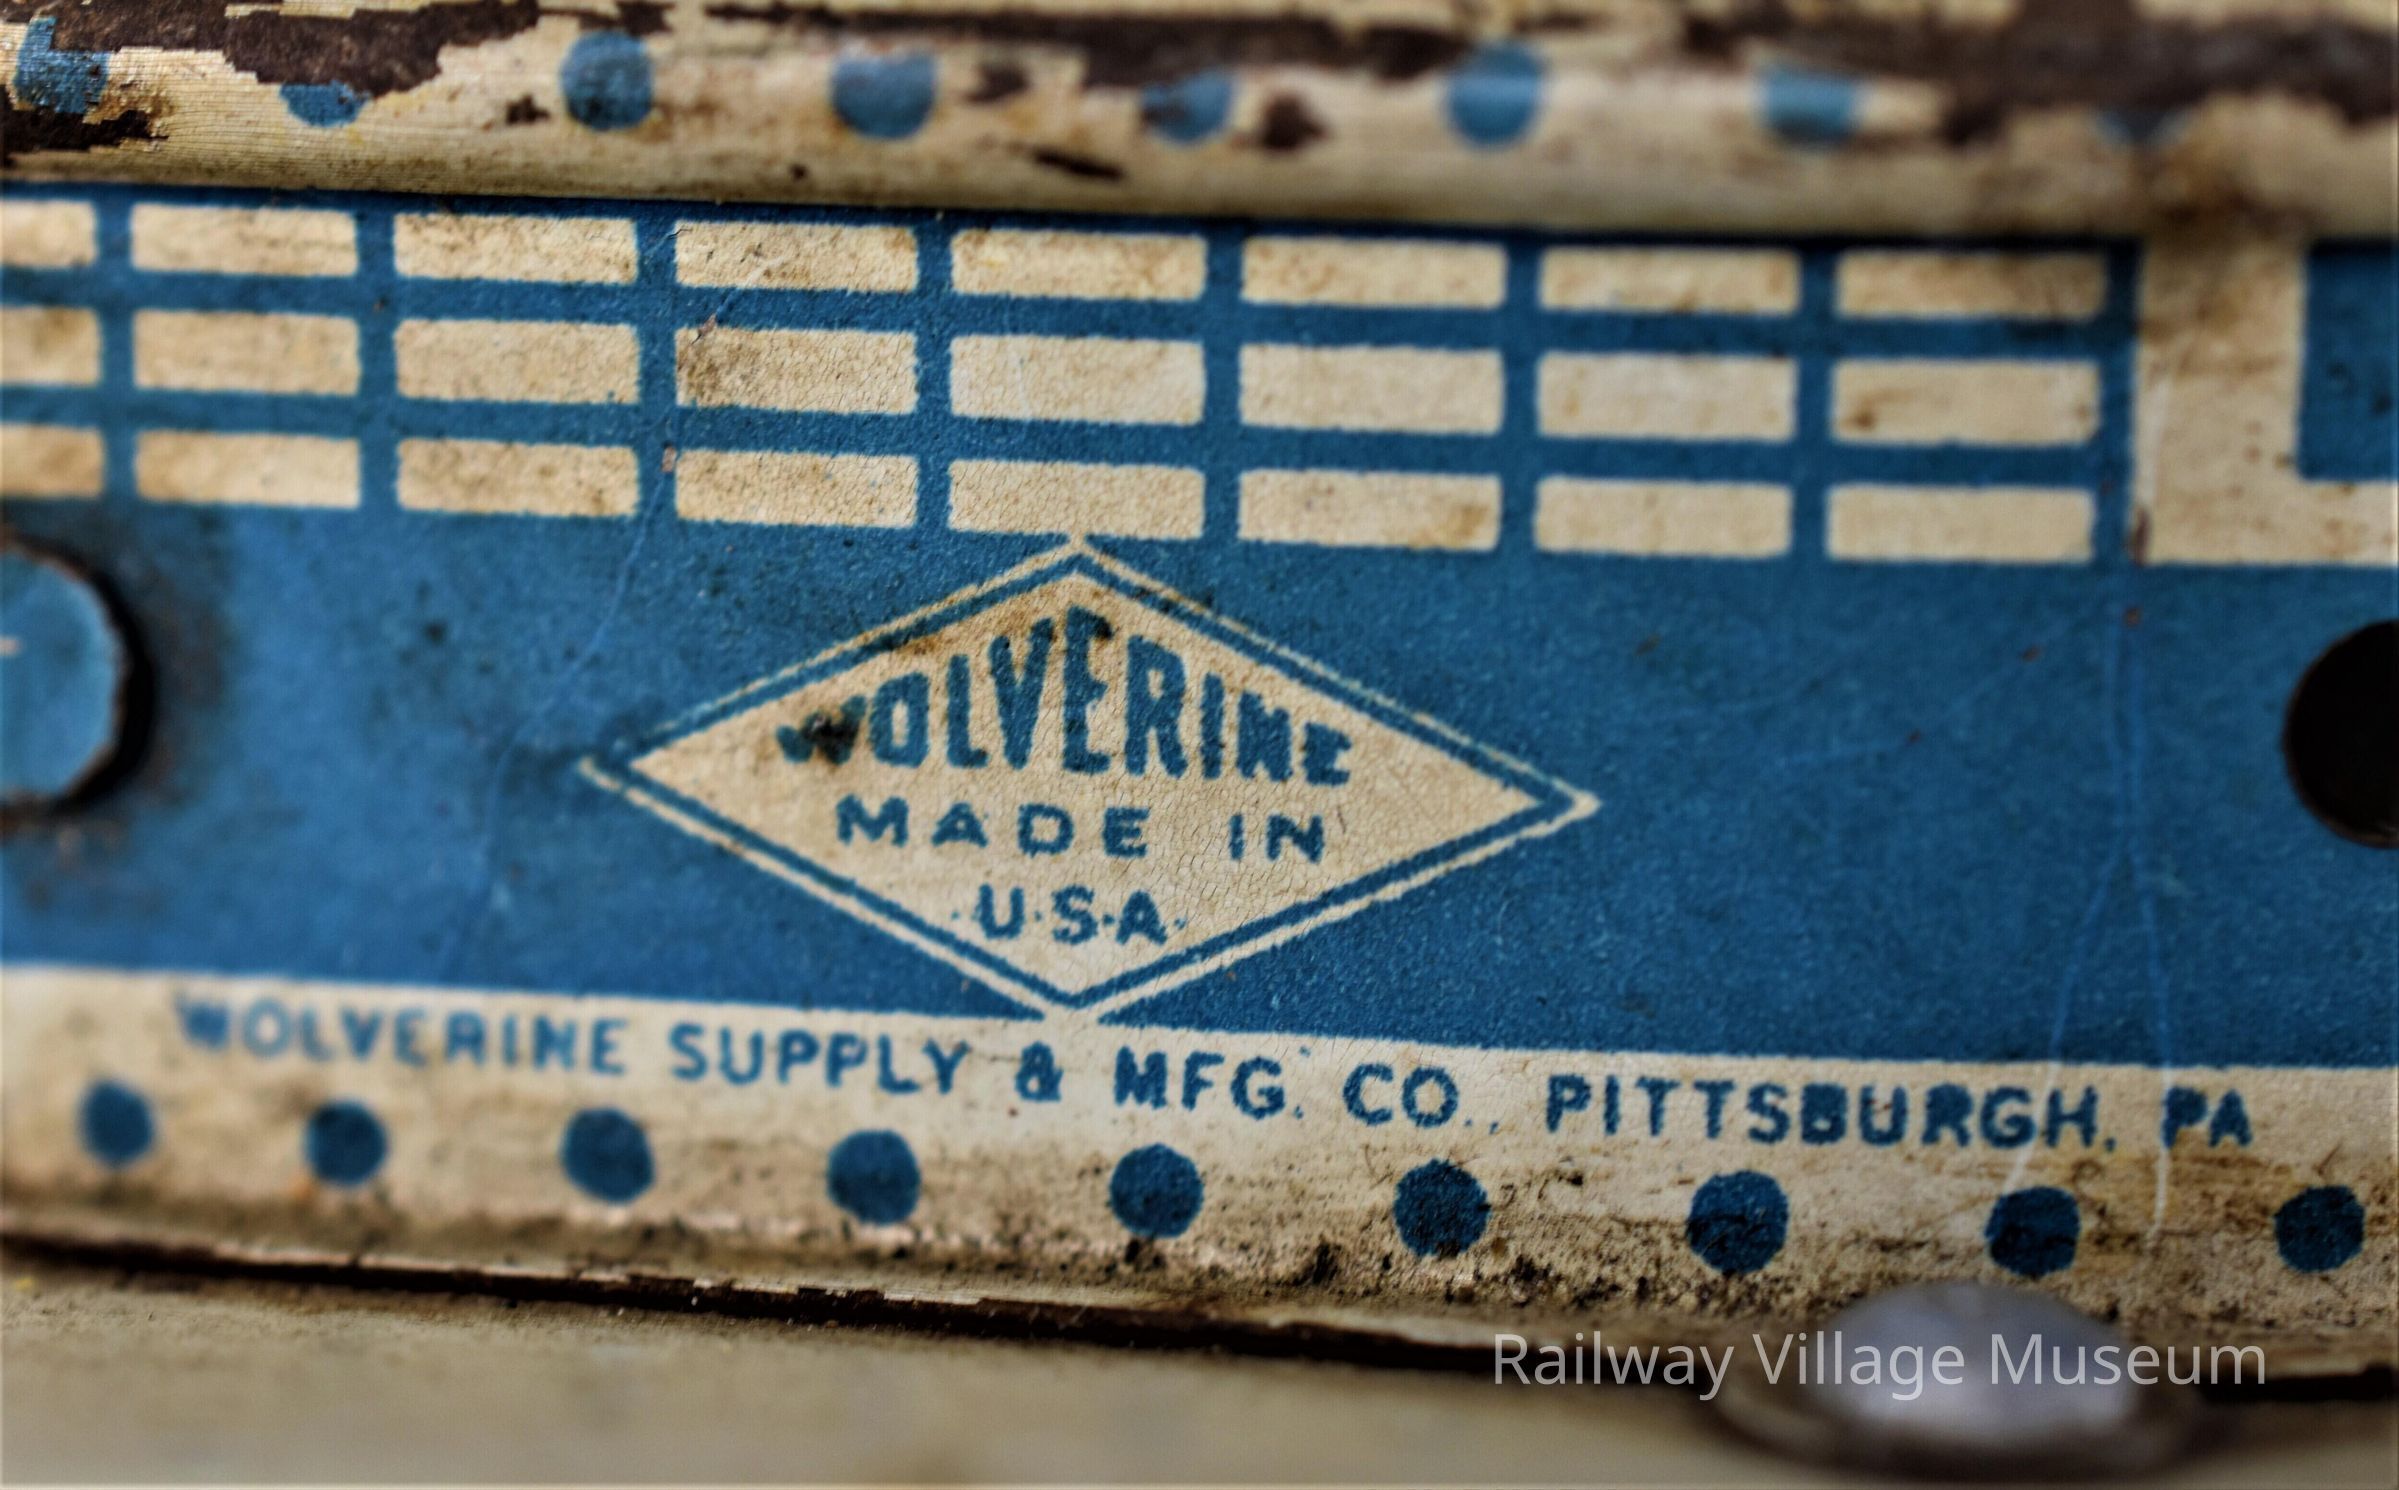 WOLVERINE
MADE IN
U·S·A·
WOLVERINE SUPPLY & MFG. CO., PITTSBURGH, PA
Railway Village Museum